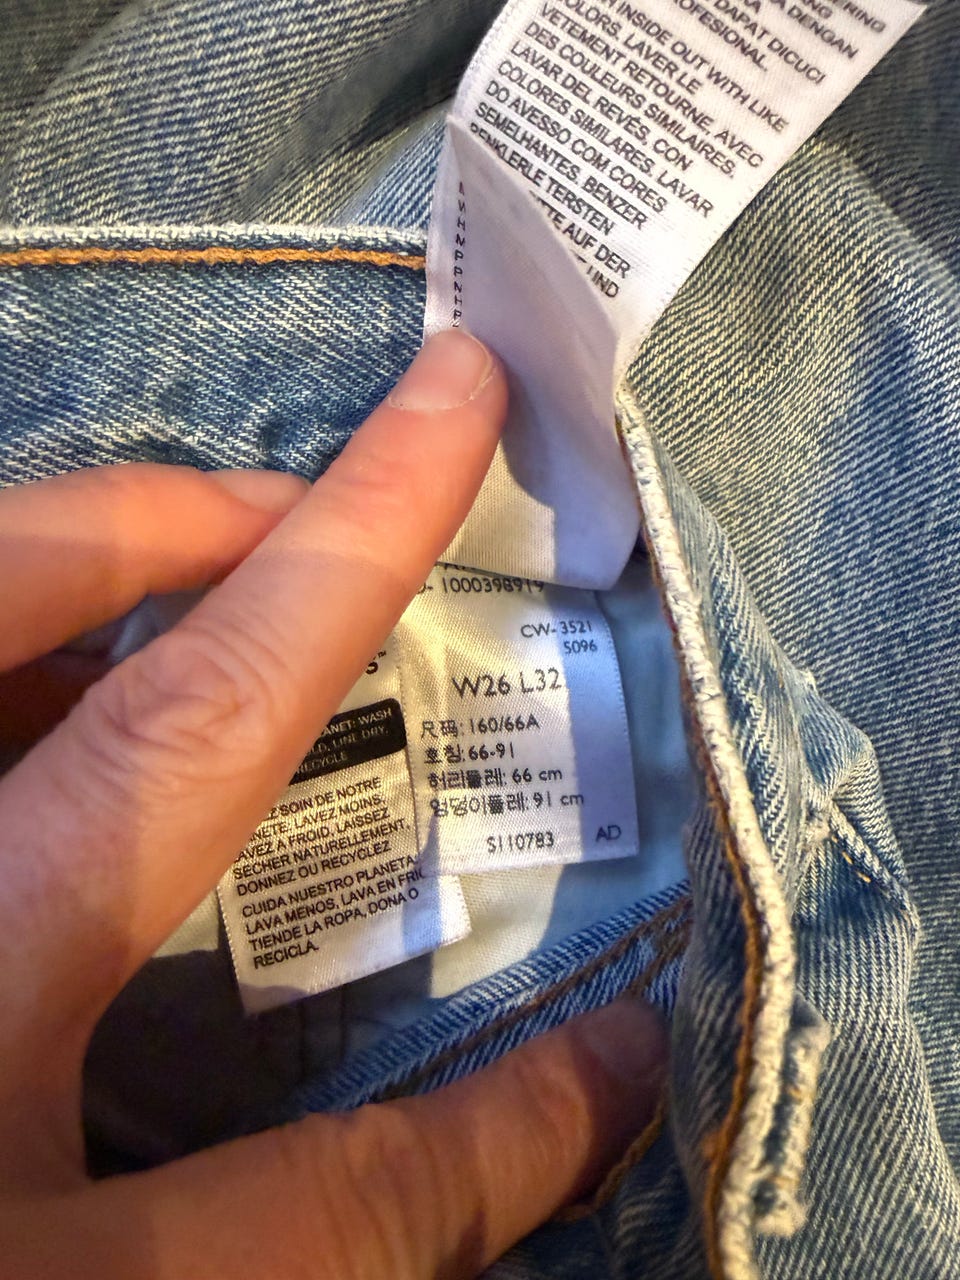 RING
DENGAN
DAPAT DICUCI
PROFESIONAL.
INSIDE OUT WITH LIKE
COLORS. LAVER LE
VETEMENT RETOURNE, AVEC
DES COULEURS SIMILAIRES.
LAVAR DEL REVÉS, CON
COLORES SIMILARES. LAVAR
DO AVESSO COM CORES
SEMELHANTES. BENZER
RENKLERLE TERSTEN
AUF DER
UND
1000398919
CW-3521
5096
W26 L32
尺码: 160/66A
호칭: 66-91
허리둘레: 66 cm
엉덩이둘레: 91 cm
S110783 AD
WASH
LINE DRY,
RECYCLE
SOIN DE NOTRE
LAVEZ MOINS,
LAVEZ À FROID, LAISSEZ
SÉCHER NATURELLEMENT,
DONNEZ OU RECYCLEZ
CUIDA NUESTRO PLANETA:
LAVA MENOS, LAVA EN
TIENDE LA ROPA, DONA O
RECICLA.